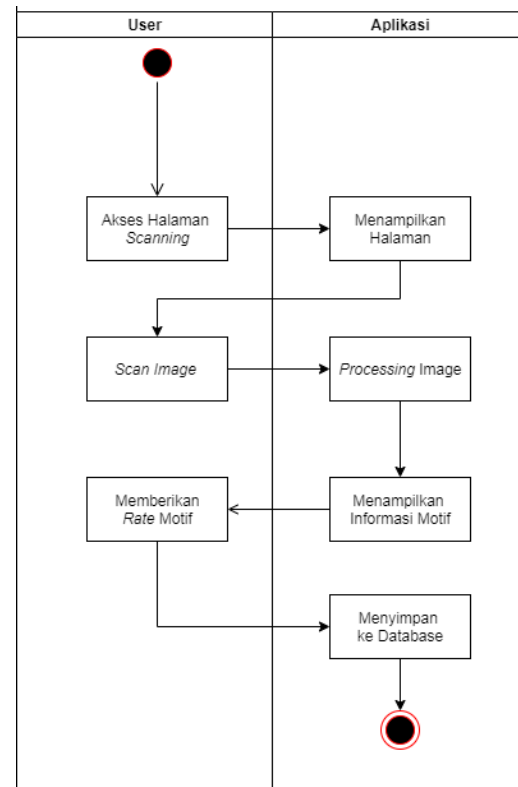 User
Aplikasi
Akses Halaman
Scanning
Menampilkan
Halaman
Scan Image
Processing Image
Memberikan
Rate Motif
Menampilkan
Informasi Motif
Menyimpan
ke Database